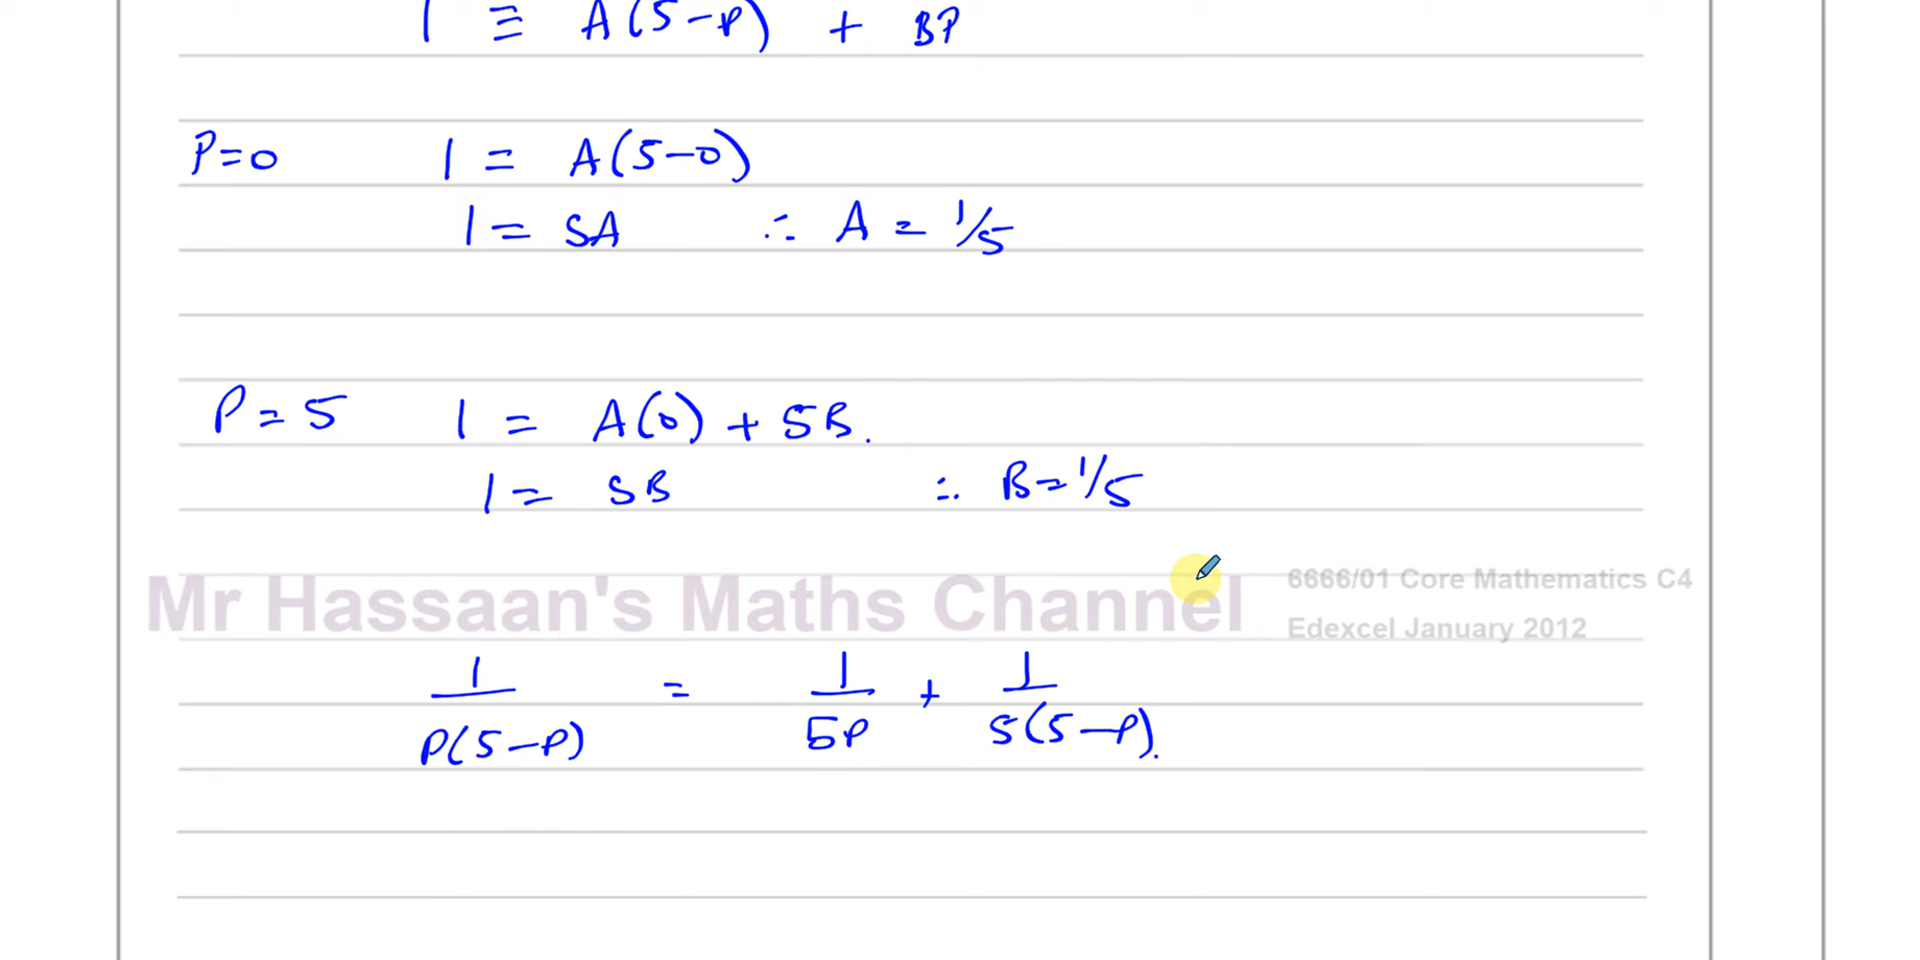 1 ≡ A(5-P) + BP
P=0 1 = A(5-0)
1 = 5A ∴ A = 1/5
P = 5 1 = A(0) + 5B.
1 = 5B ∴ B = 1/5
Mr Hassaan's Maths Channel
6666/01 Core Mathematics C4
Edexcel January 2012
1/P(5-P) = 1/5P + 1/5(5-P).